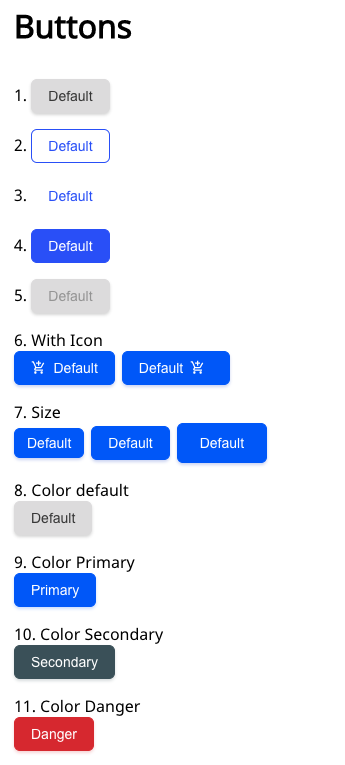 Buttons
1. Default
2. Default
3. Default
4. Default
5. Default
6. With Icon
Default Default
7. Size
Default Default Default
8. Color default
Default
9. Color Primary
Primary
10. Color Secondary
Secondary
11. Color Danger
Danger